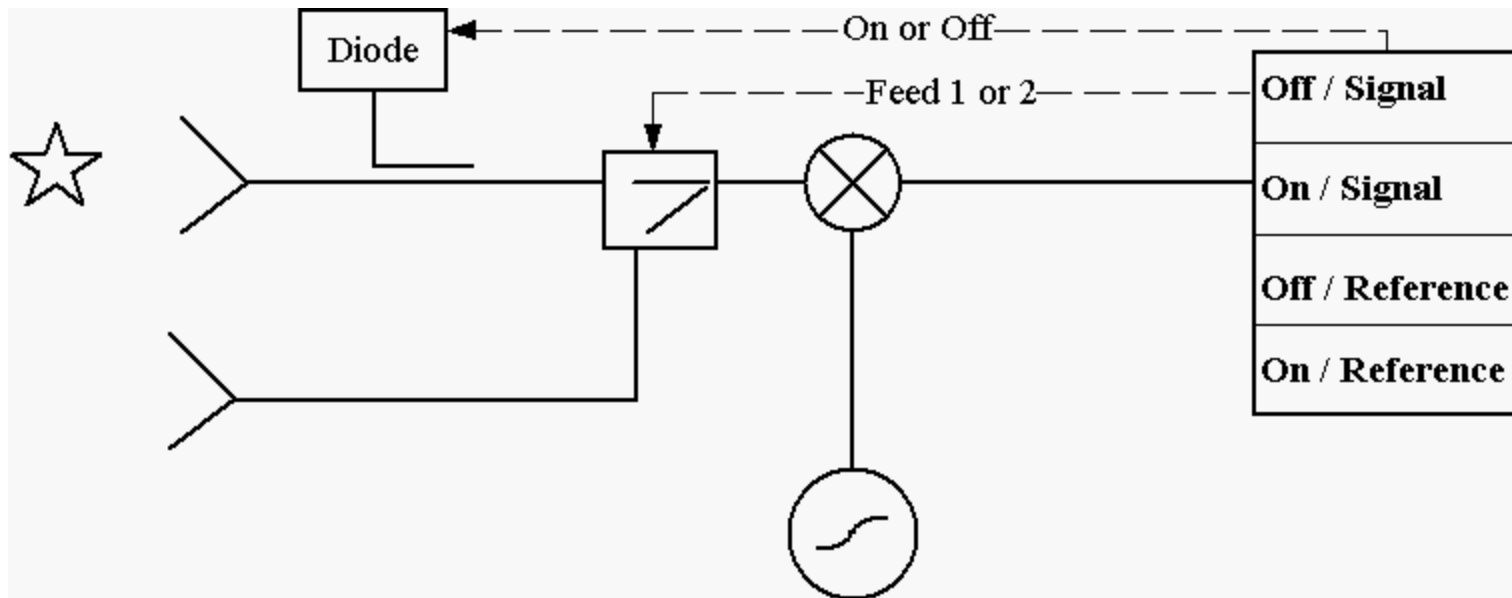 Diode
On or Off
Feed 1 or 2
Off / Signal
On / Signal
Off / Reference
On / Reference